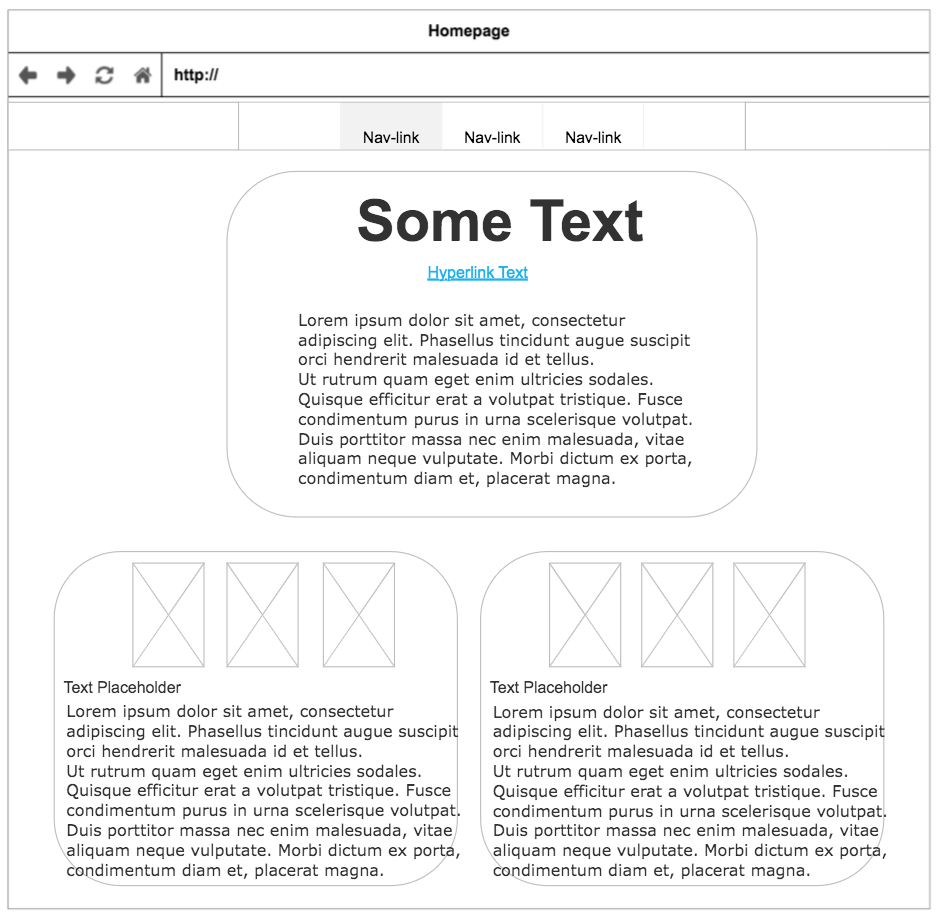 Homepage
http://
Nav-link Nav-link Nav-link
Some Text
Hyperlink Text
Lorem ipsum dolor sit amet, consectetur
adipiscing elit. Phasellus tincidunt augue suscipit
orci hendrerit malesuada id et tellus.
Ut rutrum quam eget enim ultricies sodales.
Quisque efficitur erat a volutpat tristique. Fusce
condimentum purus in urna scelerisque volutpat.
Duis porttitor massa nec enim malesuada, vitae
aliquam neque vulputate. Morbi dictum ex porta,
condimentum diam et, placerat magna.
Text Placeholder
Lorem ipsum dolor sit amet, consectetur
adipiscing elit. Phasellus tincidunt augue suscipit
orci hendrerit malesuada id et tellus.
Ut rutrum quam eget enim ultricies sodales.
Quisque efficitur erat a volutpat tristique. Fusce
condimentum purus in urna scelerisque volutpat.
Duis porttitor massa nec enim malesuada, vitae
aliquam neque vulputate. Morbi dictum ex porta,
condimentum diam et, placerat magna.
Text Placeholder
Lorem ipsum dolor sit amet, consectetur
adipiscing elit. Phasellus tincidunt augue suscipit
orci hendrerit malesuada id et tellus.
Ut rutrum quam eget enim ultricies sodales.
Quisque efficitur erat a volutpat tristique. Fusce
condimentum purus in urna scelerisque volutpat.
Duis porttitor massa nec enim malesuada, vitae
aliquam neque vulputate. Morbi dictum ex porta,
condimentum diam et, placerat magna.